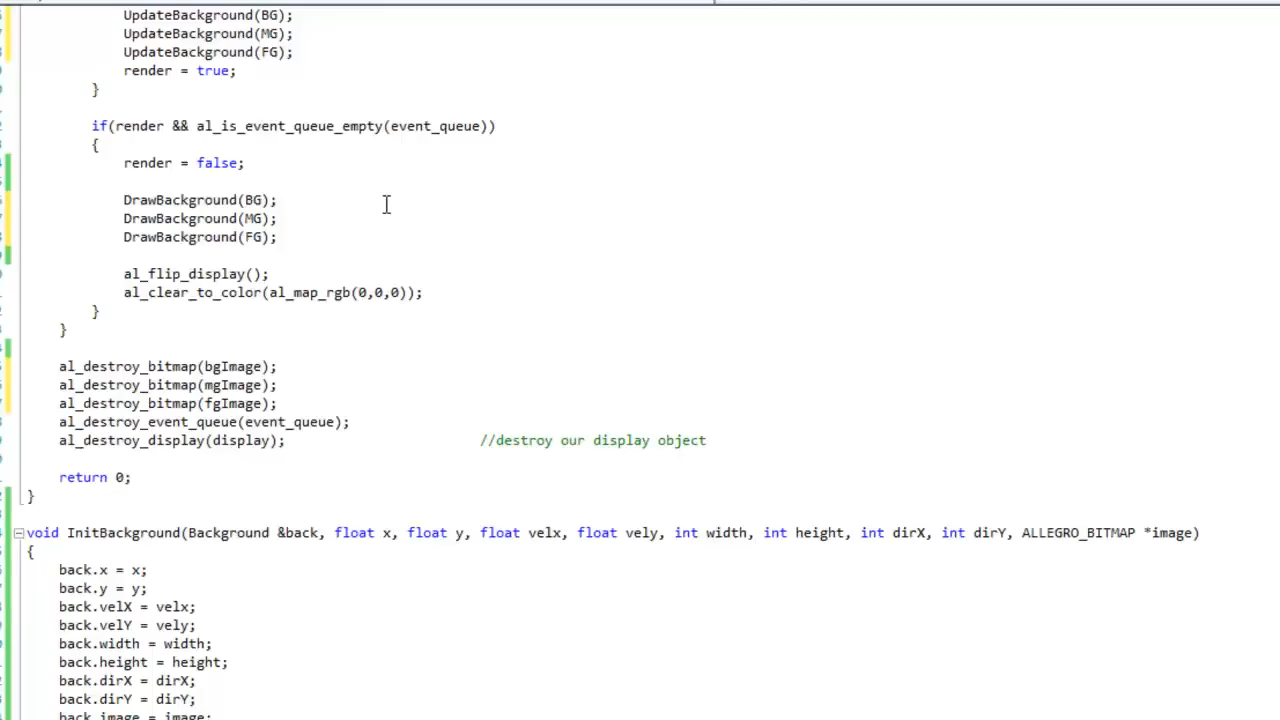 UpdateBackground(BG);
UpdateBackground(MG);
UpdateBackground(FG);
render = true;
}
if(render && al_is_event_queue_empty(event_queue))
{
render = false;
DrawBackground(BG);
DrawBackground(MG);
DrawBackground(FG);
al_flip_display();
al_clear_to_color(al_map_rgb(0,0,0));
}
}
al_destroy_bitmap(bgImage);
al_destroy_bitmap(mgImage);
al_destroy_bitmap(fgImage);
al_destroy_event_queue(event_queue);
al_destroy_display(display); //destroy our display object
return 0;
}
void InitBackground(Background &back, float x, float y, float velx, float vely, int width, int height, int dirX, int dirY, ALLEGRO_BITMAP *image)
{
back.x = x;
back.y = y;
back.velX = velx;
back.velY = vely;
back.width = width;
back.height = height;
back.dirX = dirX;
back.dirY = dirY;
back.image = image;